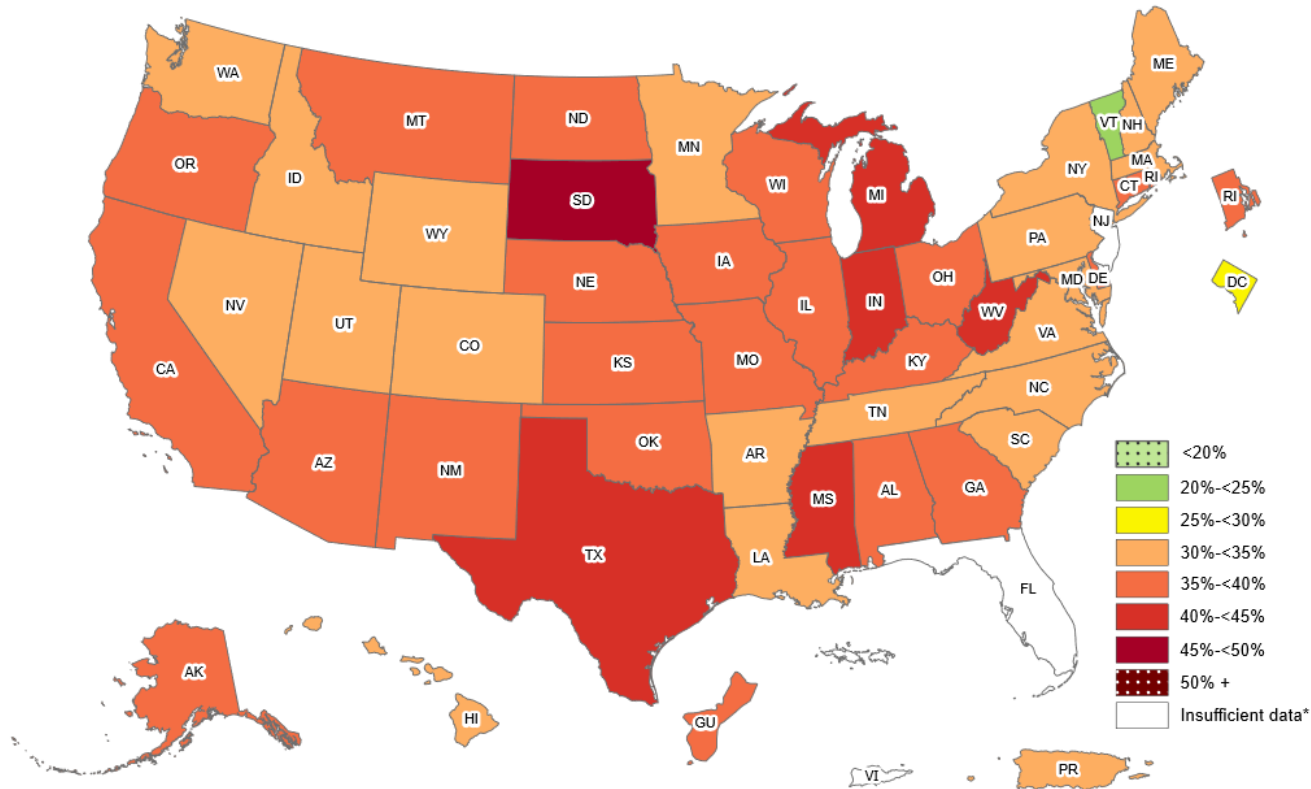 WA
MT
ND
MN
ME
VT
NH
OR
ID
SD
WI
MI
NY
MA
CT
RI
RI
WY
IA
NE
PA
NJ
OH
MD
DE
DC
NV
UT
CO
IL
IN
WV
VA
CA
KS
MO
KY
NC
TN
AZ
NM
OK
AR
SC
MS
AL
GA
TX
LA
FL
AK
HI
GU
VI
PR
<20%
20%-<25%
25%-<30%
30%-<35%
35%-<40%
40%-<45%
45%-<50%
50% +
Insufficient data*